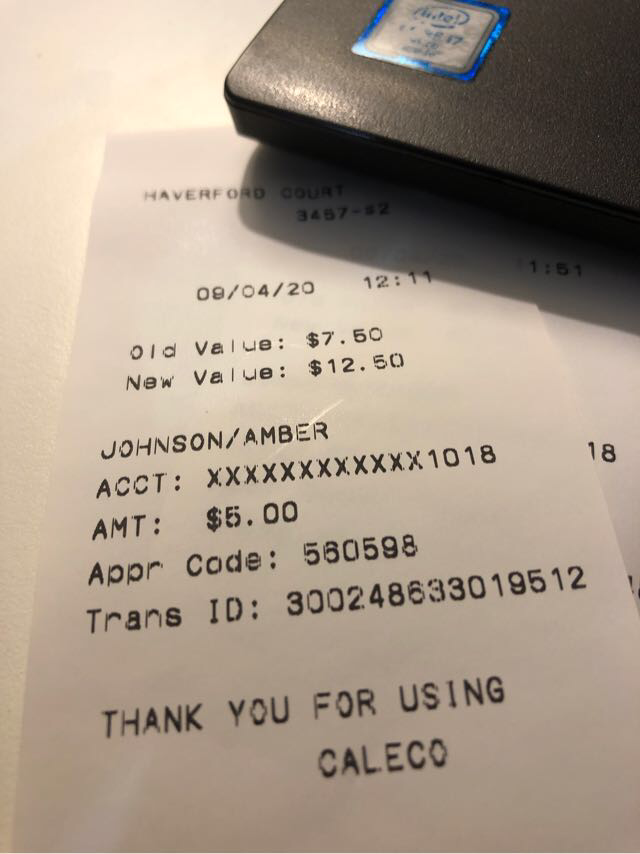 intel
HAVERFORD COURT
3457-#2
09/04/20 12:11
1:51
Old Value: $7.50
New Value: $12.50
JOHNSON/AMBER
ACCT: XXXXXXXXXXXX1018
18
AMT: $5.00
Appr Code: 560598
Trans ID: 300248633019512
THANK YOU FOR USING
CALECO